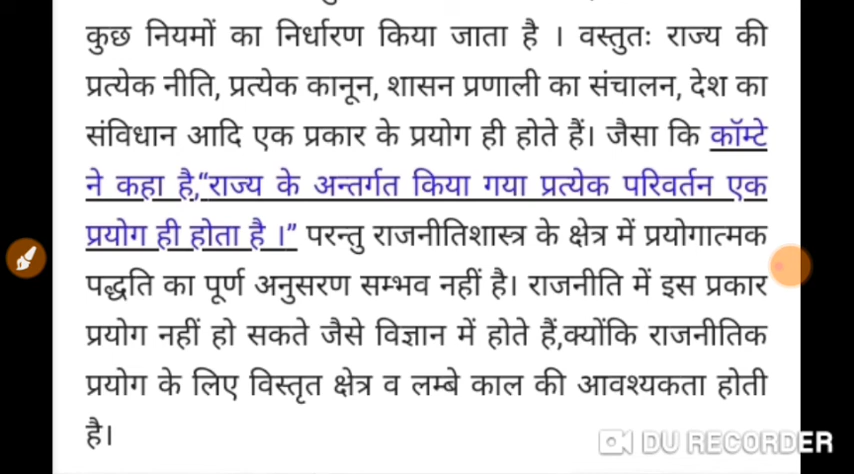 कुछ नियमों का निर्धारण किया जाता है । वस्तुतः राज्य की
प्रत्येक नीति, प्रत्येक कानून, शासन प्रणाली का संचालन, देश का
संविधान आदि एक प्रकार के प्रयोग ही होते हैं। जैसा कि कॉम्टे
ने कहा है,“राज्य के अन्तर्गत किया गया प्रत्येक परिवर्तन एक
प्रयोग ही होता है ।” परन्तु राजनीतिशास्त्र के क्षेत्र में प्रयोगात्मक
पद्धति का पूर्ण अनुसरण सम्भव नहीं है। राजनीति में इस प्रकार
प्रयोग नहीं हो सकते जैसे विज्ञान में होते हैं,क्योंकि राजनीतिक
प्रयोग के लिए विस्तृत क्षेत्र व लम्बे काल की आवश्यकता होती
है।
DU RECORDER